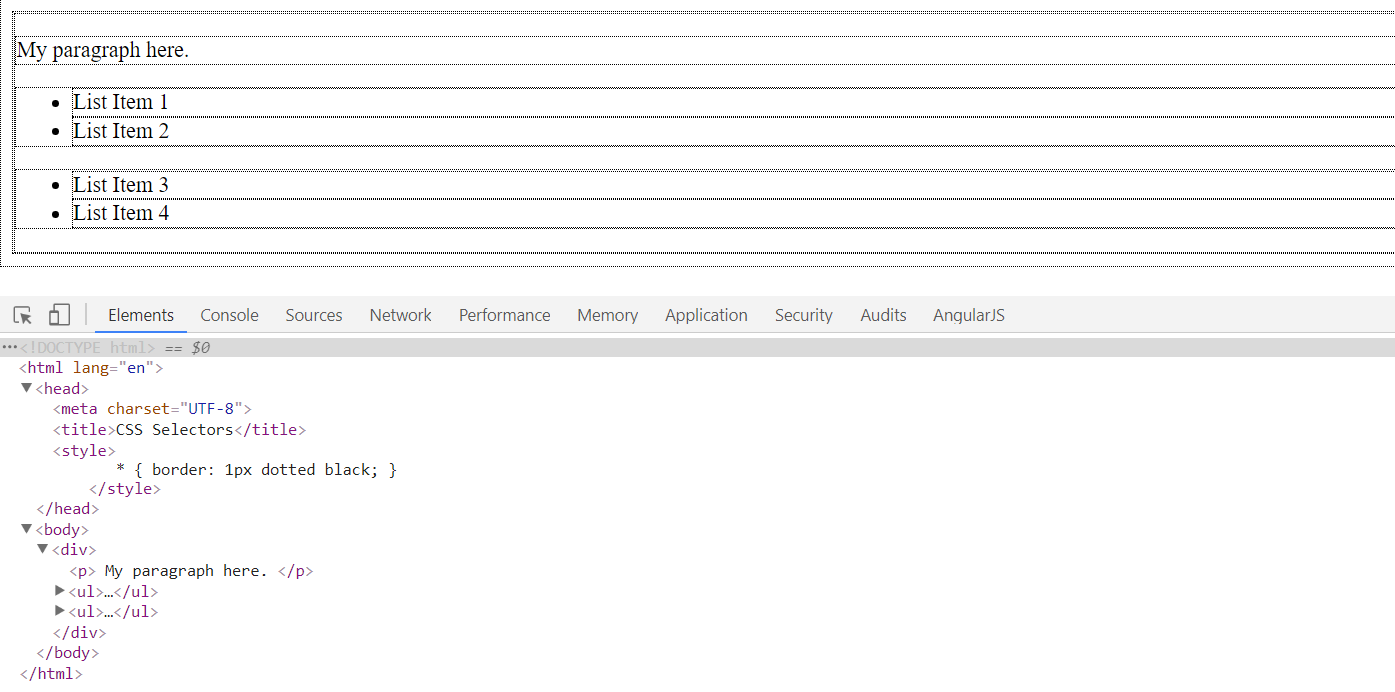 My paragraph here.
• List Item 1
• List Item 2
• List Item 3
• List Item 4
Elements Console Sources Network Performance Memory Application Security Audits AngularJS
···<!DOCTYPE html> == $0
<html lang="en">
▼<head>
<meta charset="UTF-8">
<title>CSS Selectors</title>
<style>
* { border: 1px dotted black; }
</style>
</head>
▼<body>
▼<div>
<p> My paragraph here. </p>
▶<ul>…</ul>
▶<ul>…</ul>
</div>
</body>
</html>